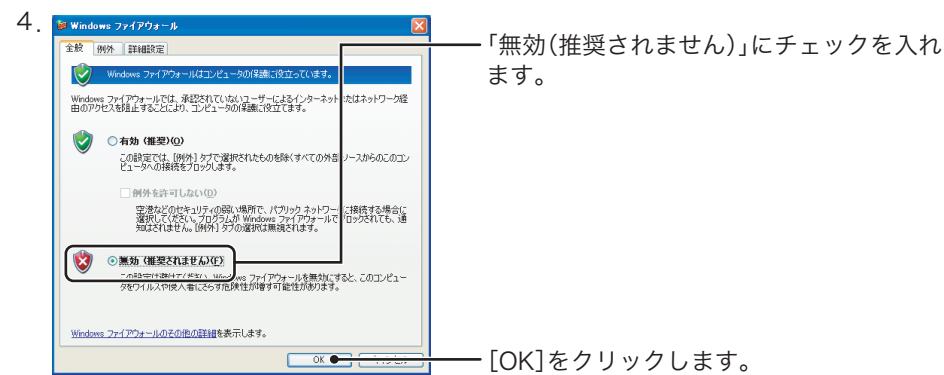 4.
Windows ファイアウォール
全般 例外 詳細設定
Windows ファイアウォールはコンピュータの保護に役立っています。
Windows ファイアウォールでは、承認されていないユーザーによるインターネット たはネットワーク経
由のアクセスを阻止することにより、コンピュータの保護に役立てます。
有効 (推奨)(O)
この設定では、[例外] タブで選択されたものを除くすべての外部 ソースからのこのコン
ピュータへの接続をブロックします。
例外を許可しない(D)
空港などのセキュリティの弱い場所で、パブリック ネットワー に接続する場合に
選択してください。プログラムが Windows ファイアウォールで ロックされても、通
知はされません。[例外] タブの選択は無視されます。
無効 (推奨されません)(F)
この設定は避けてください。Windows ファイアウォールを無効にすると、このコンピュー
タをウイルスや侵入者にさらす危険性が増す可能性があります。
Windows ファイアウォールのその他の詳細を表示します。
OK
「無効(推奨されません)」にチェックを入れ
ます。
[OK]をクリックします。